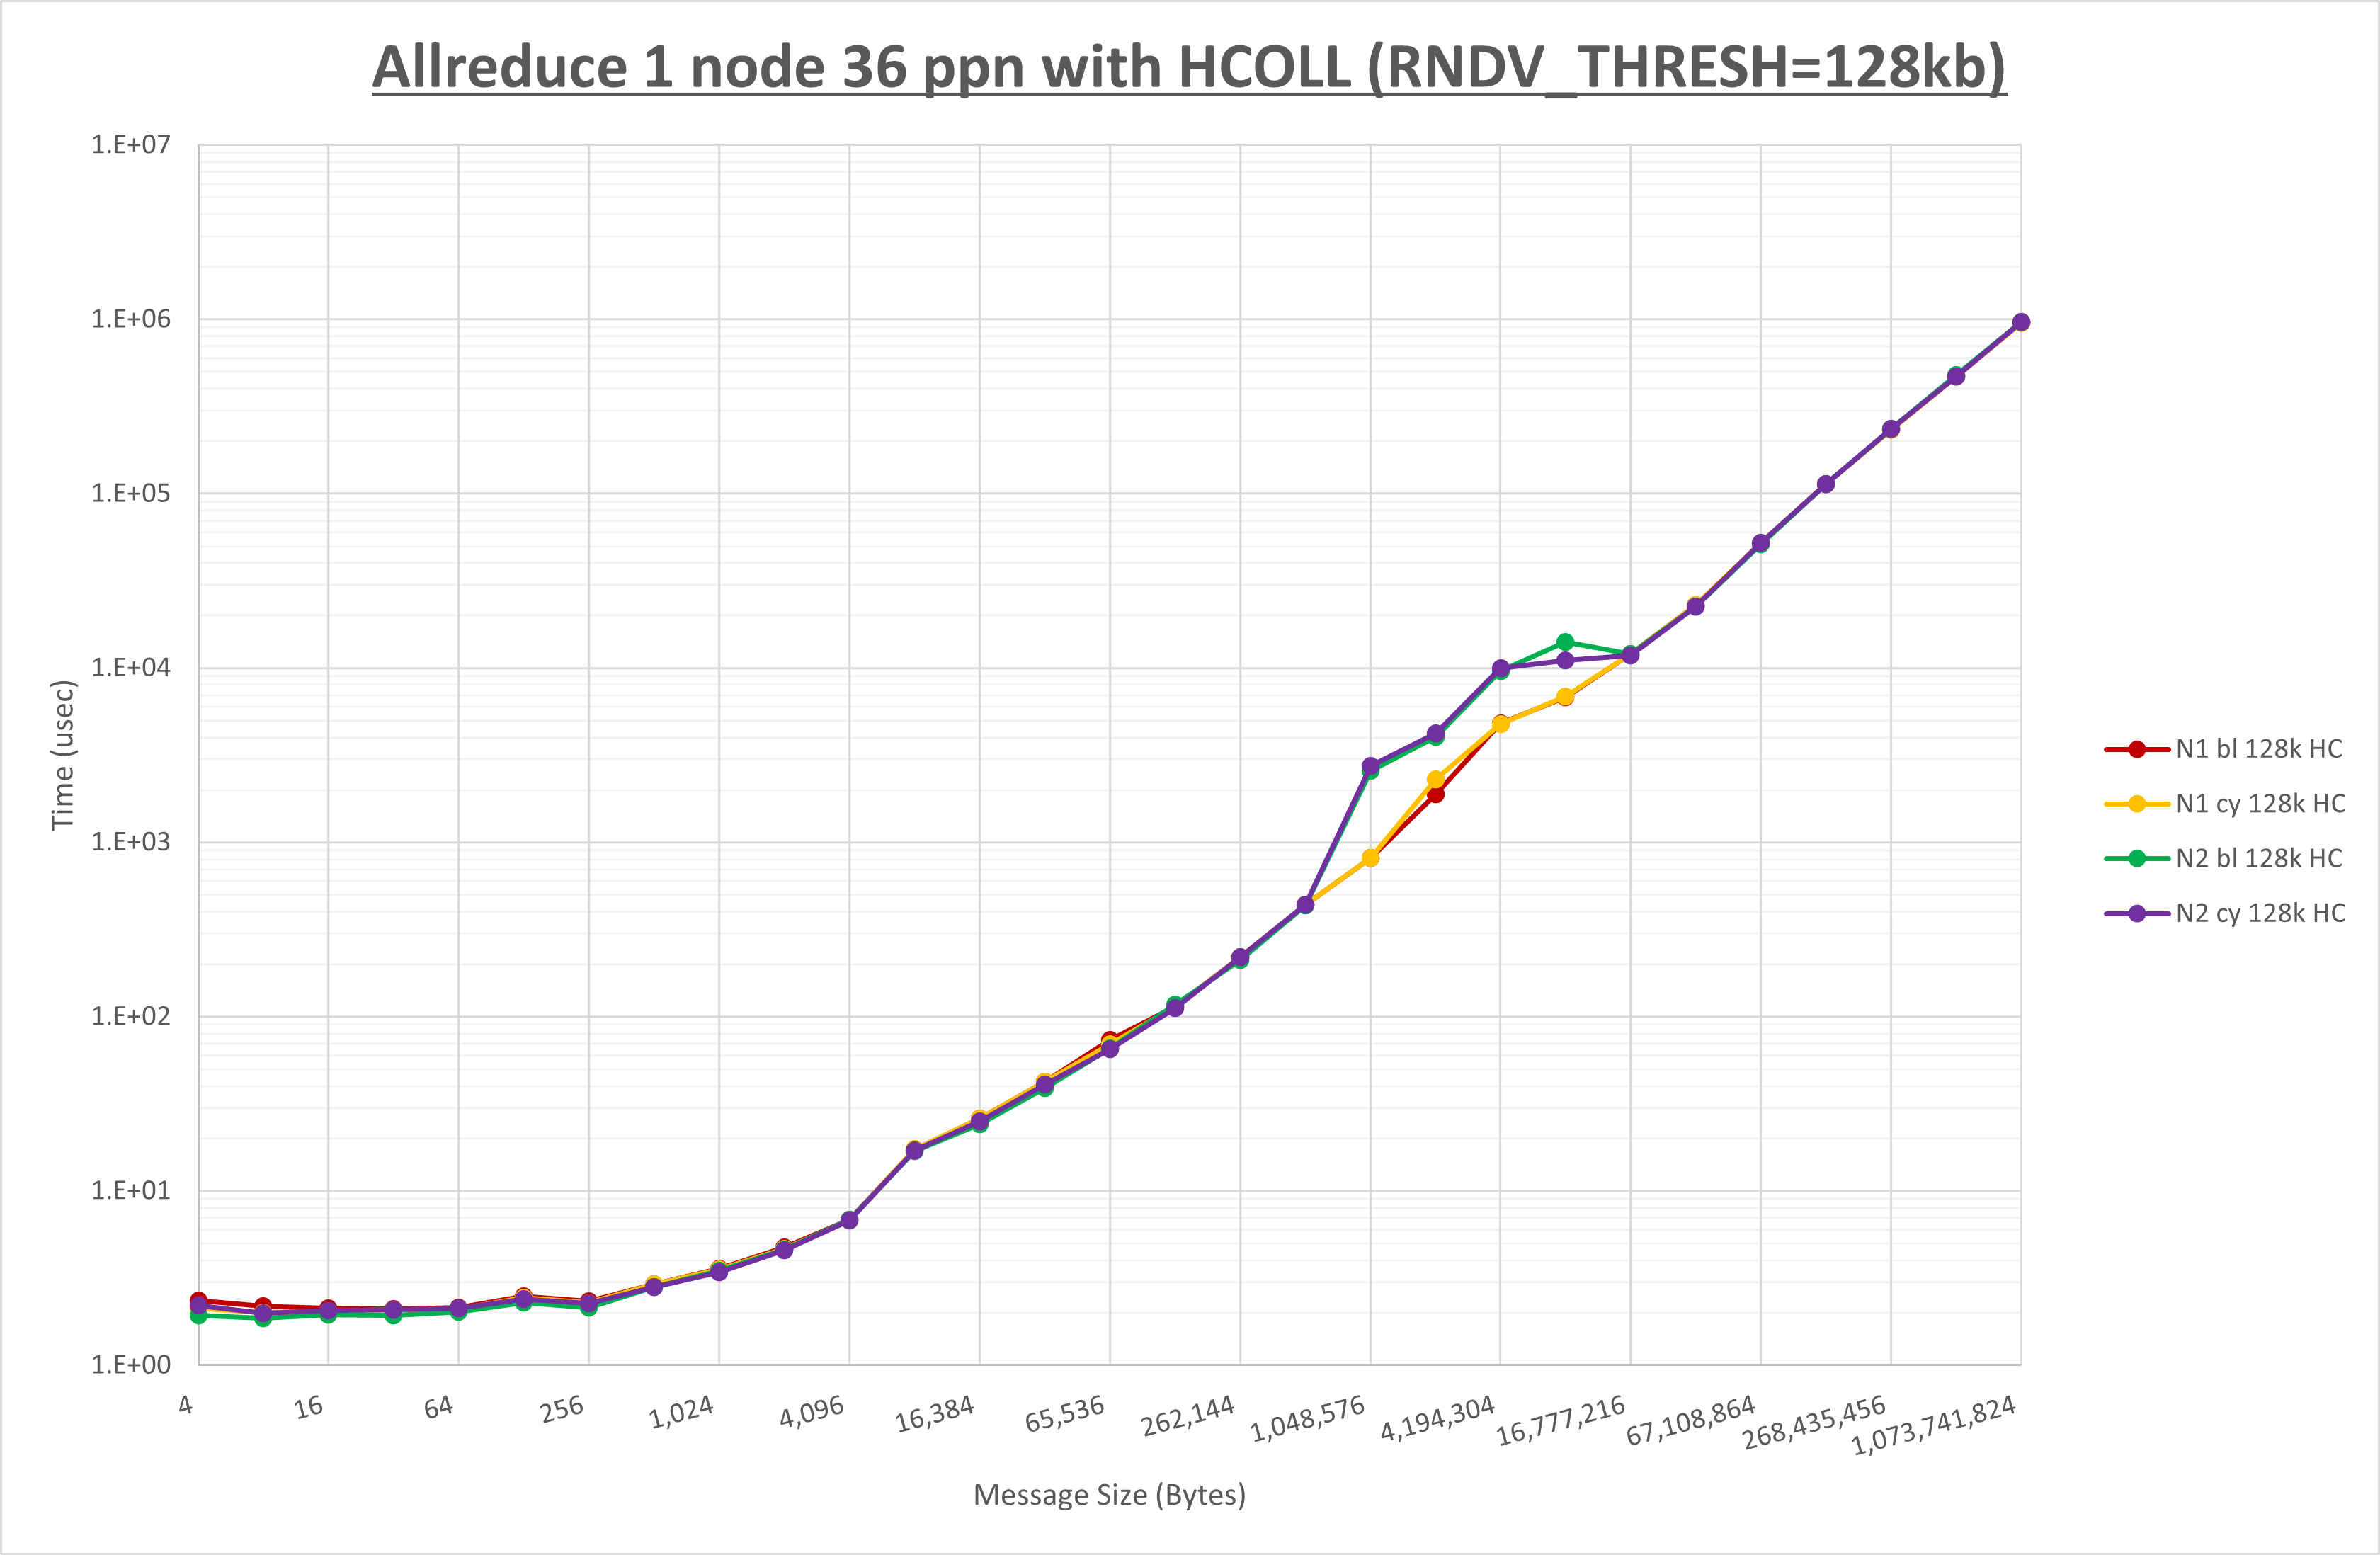 Allreduce 1 node 36 ppn with HCOLL (RNDV_THRESH=128kb)
1.E+07
1.E+06
1.E+05
1.E+04
1.E+03
1.E+02
1.E+01
1.E+00
Time (usec)
N1 bl 128k HC
N1 cy 128k HC
N2 bl 128k HC
N2 cy 128k HC
4 16 64 256 1,024 4,096 16,384 65,536 262,144 1,048,576 4,194,304 16,777,216 67,108,864 268,435,456 1,073,741,824
Message Size (Bytes)